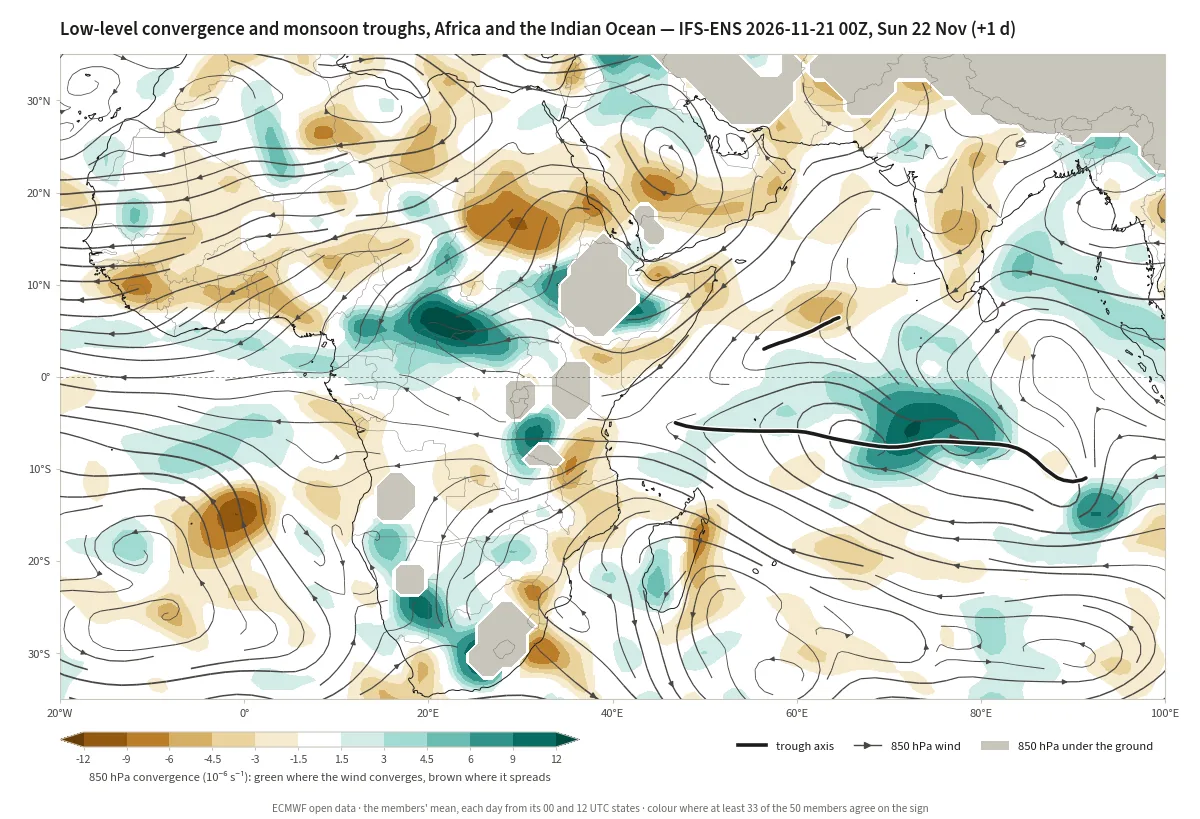 Low-level convergence and monsoon troughs, Africa and the Indian Ocean — IFS-ENS 2026-11-21 00Z, Sun 22 Nov (+1 d)
30°N
20°N
10°N
0°
10°S
20°S
30°S
20°W 0° 20°E 40°E 60°E 80°E 100°E
-12 -9 -6 -4.5 -3 -1.5 1.5 3 4.5 6 9 12
850 hPa convergence (10⁻⁶ s⁻¹): green where the wind converges, brown where it spreads
trough axis 850 hPa wind 850 hPa under the ground
ECMWF open data · the members' mean, each day from its 00 and 12 UTC states · colour where at least 33 of the 50 members agree on the sign